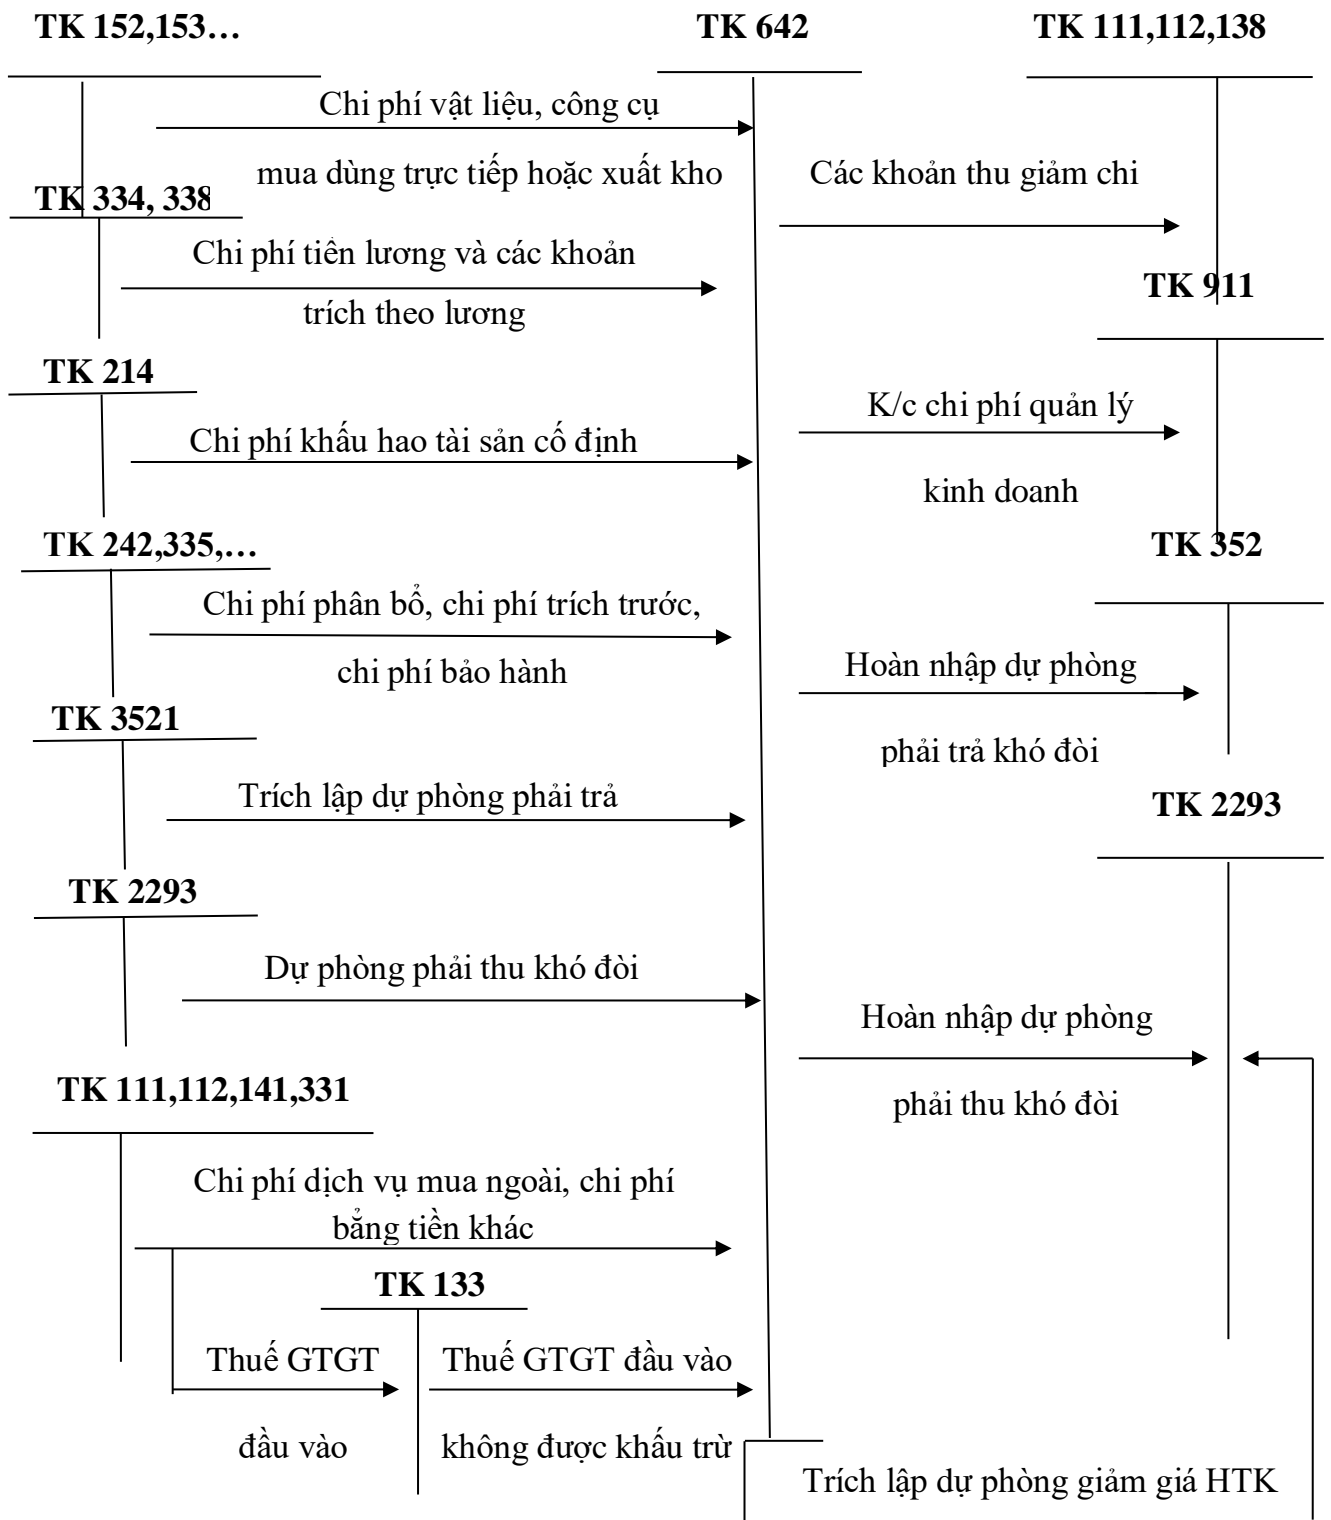 TK 152,153…
TK 642
TK 111,112,138
Chi phí vật liệu, công cụ
mua dùng trực tiếp hoặc xuất kho
Các khoản thu giảm chi
TK 334, 338
Chi phí tiền lương và các khoản
trích theo lương
TK 911
TK 214
K/c chi phí quản lý
Chi phí khấu hao tài sản cố định
kinh doanh
TK 242,335,…
TK 352
Chi phí phân bổ, chi phí trích trước,
chi phí bảo hành
Hoàn nhập dự phòng
TK 3521
phải trả khó đòi
Trích lập dự phòng phải trả
TK 2293
TK 2293
Dự phòng phải thu khó đòi
Hoàn nhập dự phòng
TK 111,112,141,331
phải thu khó đòi
Chi phí dịch vụ mua ngoài, chi phí
bẳng tiền khác
TK 133
Thuế GTGT
Thuế GTGT đầu vào
đầu vào
không được khấu trừ
Trích lập dự phòng giảm giá HTK